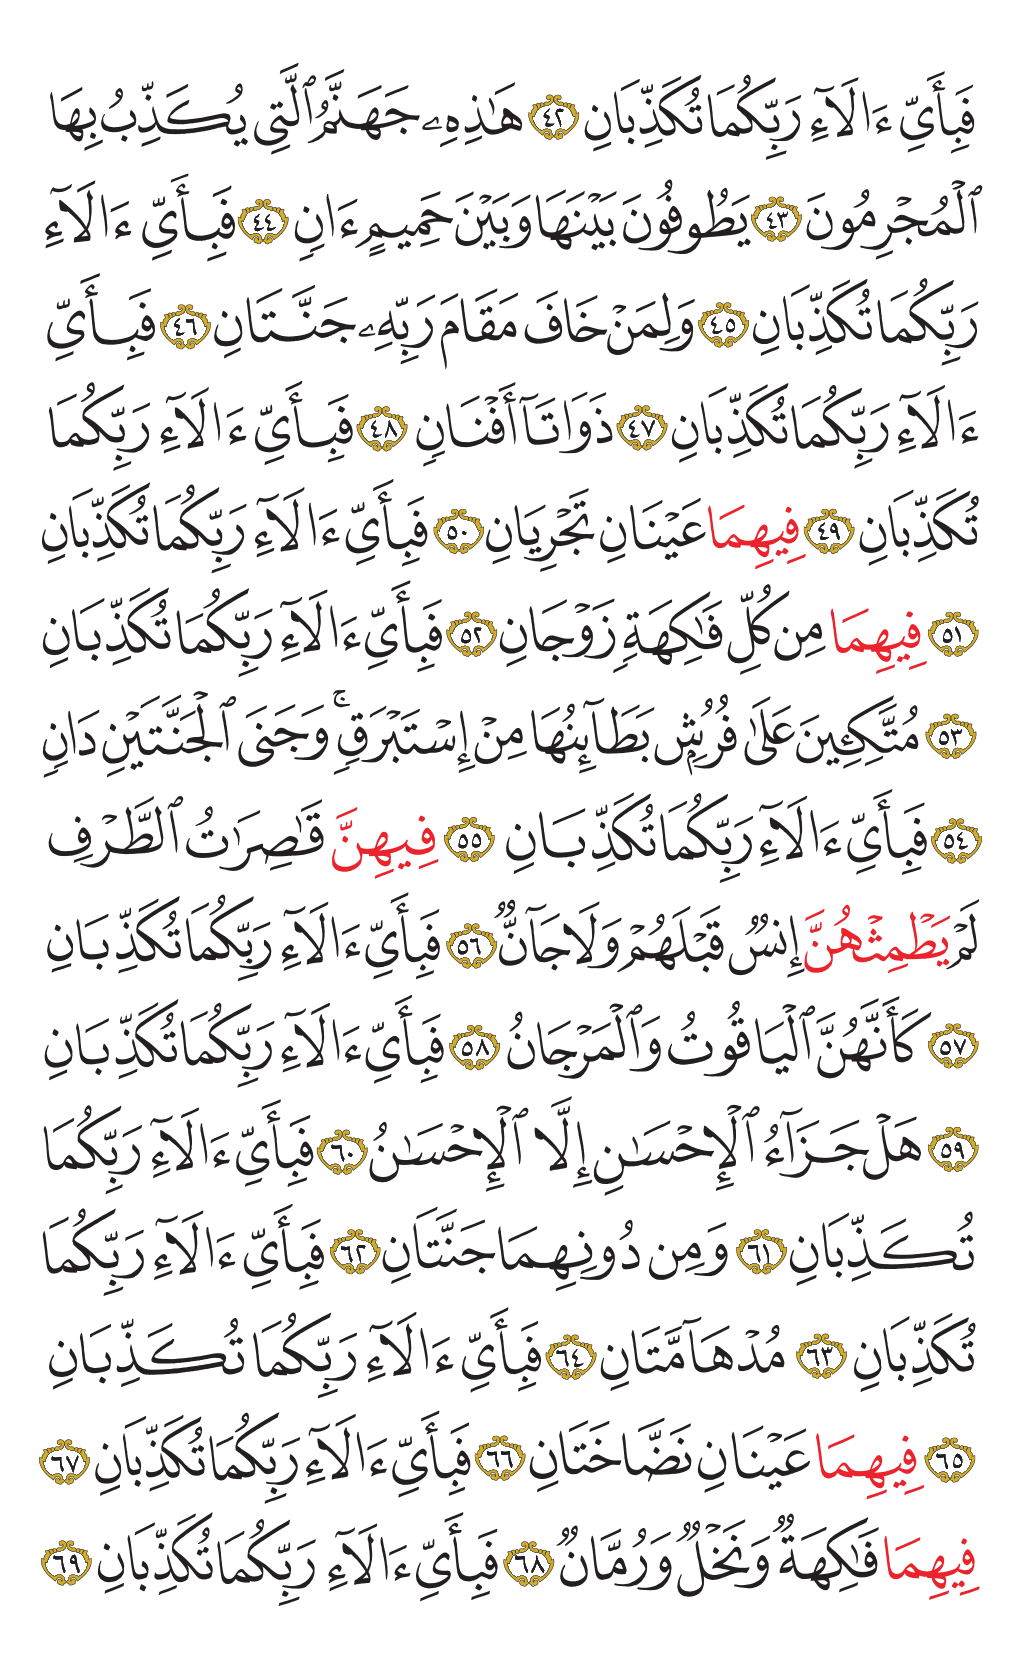 فَبِأَيِّ ءَالَآءِ رَبِّكُمَا تُكَذِّبَانِ ٤٢ هَٰذِهِۦ جَهَنَّمُ ٱلَّتِي يُكَذِّبُ بِهَا
ٱلْمُجْرِمُونَ ٤٣ يَطُوفُونَ بَيْنَهَا وَبَيْنَ حَمِيمٍ ءَانٍ ٤٤ فَبِأَيِّ ءَالَآءِ
رَبِّكُمَا تُكَذِّبَانِ ٤٥ وَلِمَنْ خَافَ مَقَامَ رَبِّهِۦ جَنَّتَانِ ٤٦ فَبِأَيِّ
ءَالَآءِ رَبِّكُمَا تُكَذِّبَانِ ٤٧ ذَوَاتَآ أَفْنَانٍ ٤٨ فَبِأَيِّ ءَالَآءِ رَبِّكُمَا
تُكَذِّبَانِ ٤٩ فِيهِمَا عَيْنَانِ تَجْرِيَانِ ٥٠ فَبِأَيِّ ءَالَآءِ رَبِّكُمَا تُكَذِّبَانِ
٥١ فِيهِمَا مِن كُلِّ فَٰكِهَةٍ زَوْجَانِ ٥٢ فَبِأَيِّ ءَالَآءِ رَبِّكُمَا تُكَذِّبَانِ
٥٣ مُتَّكِـِٔينَ عَلَىٰ فُرُشٍۭ بَطَآئِنُهَا مِنْ إِسْتَبْرَقٍ ۚ وَجَنَى ٱلْجَنَّتَيْنِ دَانٍ
٥٤ فَبِأَيِّ ءَالَآءِ رَبِّكُمَا تُكَذِّبَانِ ٥٥ فِيهِنَّ قَٰصِرَٰتُ ٱلطَّرْفِ
لَمْ يَطْمِثْهُنَّ إِنسٌ قَبْلَهُمْ وَلَا جَآنٌّ ٥٦ فَبِأَيِّ ءَالَآءِ رَبِّكُمَا تُكَذِّبَانِ
٥٧ كَأَنَّهُنَّ ٱلْيَاقُوتُ وَٱلْمَرْجَانُ ٥٨ فَبِأَيِّ ءَالَآءِ رَبِّكُمَا تُكَذِّبَانِ
٥٩ هَلْ جَزَآءُ ٱلْإِحْسَٰنِ إِلَّا ٱلْإِحْسَٰنُ ٦٠ فَبِأَيِّ ءَالَآءِ رَبِّكُمَا
تُكَذِّبَانِ ٦١ وَمِن دُونِهِمَا جَنَّتَانِ ٦٢ فَبِأَيِّ ءَالَآءِ رَبِّكُمَا
تُكَذِّبَانِ ٦٣ مُدْهَآمَّتَانِ ٦٤ فَبِأَيِّ ءَالَآءِ رَبِّكُمَا تُكَذِّبَانِ
٦٥ فِيهِمَا عَيْنَانِ نَضَّاخَتَانِ ٦٦ فَبِأَيِّ ءَالَآءِ رَبِّكُمَا تُكَذِّبَانِ ٦٧
فِيهِمَا فَٰكِهَةٌ وَنَخْلٌ وَرُمَّانٌ ٦٨ فَبِأَيِّ ءَالَآءِ رَبِّكُمَا تُكَذِّبَانِ ٦٩